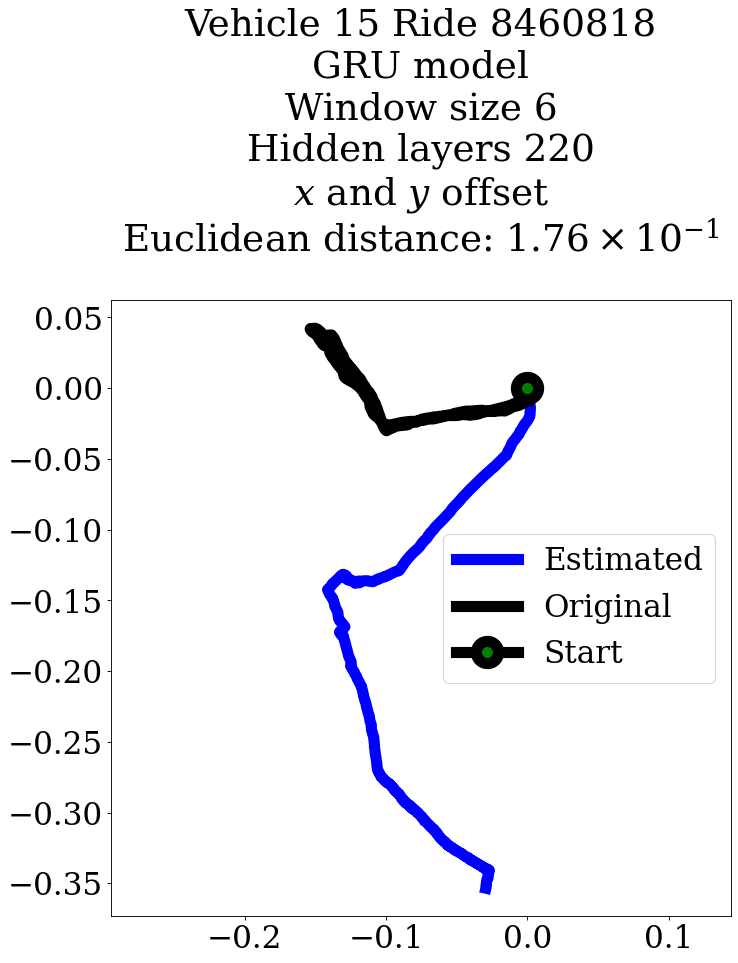 Vehicle 15 Ride 8460818
GRU model
Window size 6
Hidden layers 220
x and y offset
Euclidean distance: 1.76 × 10⁻¹
0.05
0.00
−0.05
−0.10
−0.15
−0.20
−0.25
−0.30
−0.35
Estimated
Original
Start
−0.2 −0.1 0.0 0.1